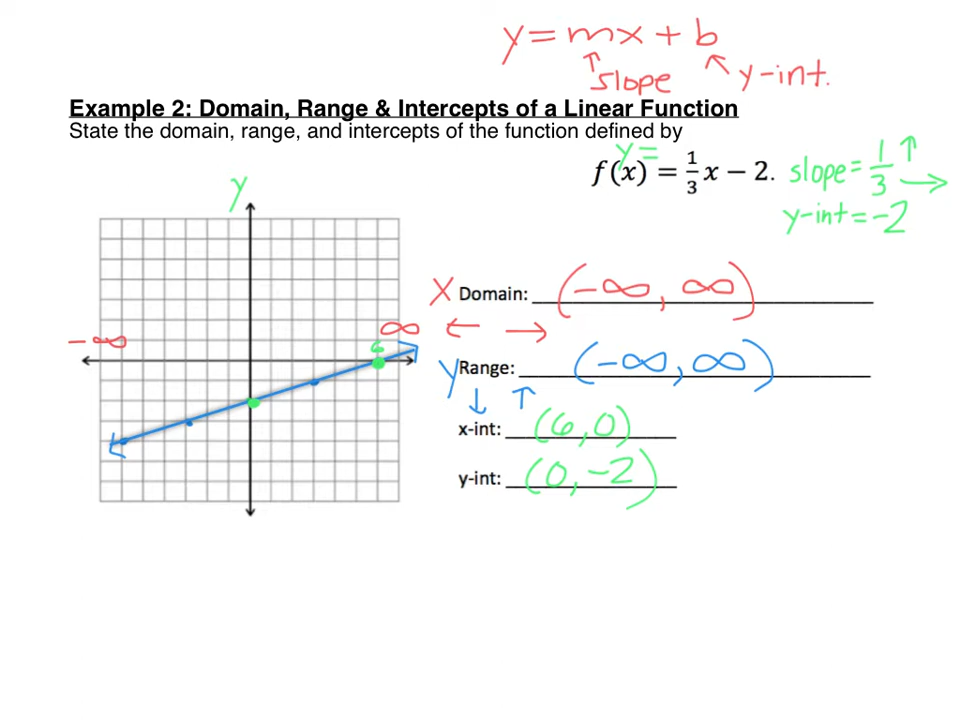 y = mx + b
↑ slope ↖ y-int.
Example 2: Domain, Range & Intercepts of a Linear Function
State the domain, range, and intercepts of the function defined by
y =
f(x) = 1/3 x − 2. slope = 1/3 ↑ →
y-int = -2
y
X Domain: (-∞, ∞)
-∞ ∞ ← →
6
y Range: (-∞, ∞)
↓ ↑
x-int: (6, 0)
y-int: (0, -2)